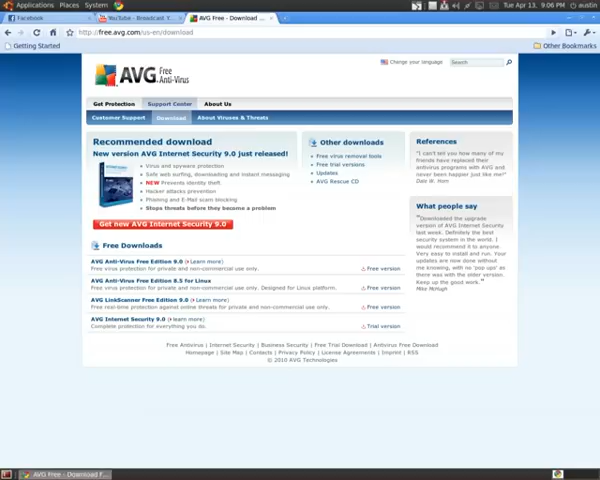 Applications Places System
Tue Apr 13, 9:06 PM austin
Facebook
YouTube - Broadcast Y...
AVG Free - Download ...
http://free.avg.com/us-en/download
Getting Started
Other Bookmarks
AVG Free Anti-Virus
Change your language
Search
Get Protection Support Center About Us
Customer Support Download About Viruses & Threats
Recommended download
New version AVG Internet Security 9.0 just released!
Virus and spyware protection
Safe web surfing, downloading and instant messaging
NEW Prevents identity theft.
Hacker attacks prevention
Phishing and E-Mail scam blocking
Stops threats before they become a problem
Get new AVG Internet Security 9.0
Other downloads
Free virus removal tools
Free trial versions
Updates
AVG Rescue CD
References
"I can't tell you how many of my
friends have replaced their
antivirus programs with AVG and
never been happier just like me!"
Dale W. Horn
What people say
"Downloaded the upgrade
version of AVG Internet Security
last week. Definitely the best
security system in the world. I
would recommend it to anyone.
Very easy to install and run. Your
updates are now done without
me knowing, with no 'pop ups' as
there was with the older version.
Keep up the good work."
Mike McHugh
Free Downloads
AVG Anti-Virus Free Edition 9.0 (Learn more)
Free virus protection for private and non-commercial use only.
Free version
AVG Anti-Virus Free Edition 8.5 for Linux
Free virus protection for private and non-commercial use only. Designed for Linux platform.
Free version
AVG LinkScanner Free Edition 9.0 (Learn more)
Free real-time protection against online threats for private and non-commercial use only.
Free version
AVG Internet Security 9.0 (learn more)
Complete protection for everything you do.
Trial version
Free Antivirus | Internet Security | Business Security | Free Trial Download | Antivirus Free Download
Homepage | Site Map | Contacts | Privacy Policy | License Agreements | Imprint | RSS
© 2010 AVG Technologies
AVG Free - Download F...